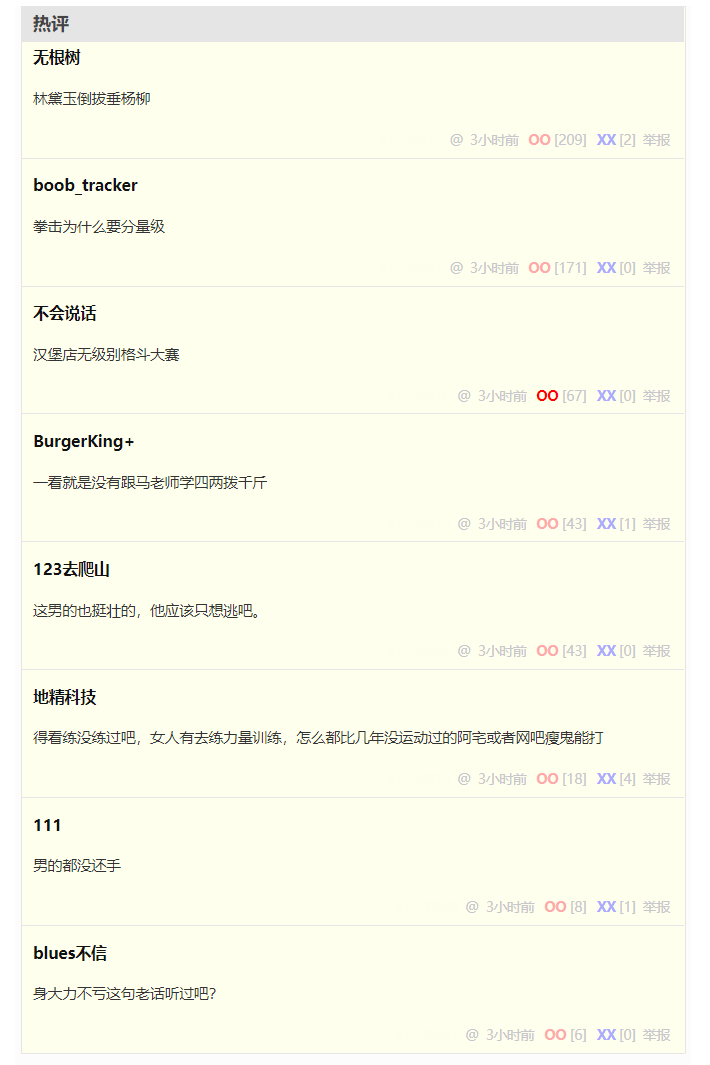 热评
无根树
林黛玉倒拔垂杨柳
@ 3小时前 OO [209] XX [2] 举报
boob_tracker
拳击为什么要分量级
@ 3小时前 OO [171] XX [0] 举报
不会说话
汉堡店无级别格斗大赛
@ 3小时前 OO [67] XX [0] 举报
BurgerKing+
一看就是没有跟马老师学四两拨千斤
@ 3小时前 OO [43] XX [1] 举报
123去爬山
这男的也挺壮的，他应该只想逃吧。
@ 3小时前 OO [43] XX [0] 举报
地精科技
得看练没练过吧，女人有去练力量训练，怎么都比几年没运动过的阿宅或者网吧瘦鬼能打
@ 3小时前 OO [18] XX [4] 举报
111
男的都没还手
@ 3小时前 OO [8] XX [1] 举报
blues不信
身大力不亏这句老话听过吧？
@ 3小时前 OO [6] XX [0] 举报